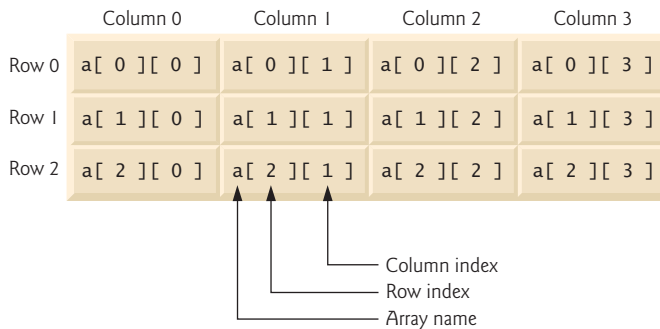 Column 0 Column 1 Column 2 Column 3
Row 0 a[ 0 ][ 0 ] a[ 0 ][ 1 ] a[ 0 ][ 2 ] a[ 0 ][ 3 ]
Row 1 a[ 1 ][ 0 ] a[ 1 ][ 1 ] a[ 1 ][ 2 ] a[ 1 ][ 3 ]
Row 2 a[ 2 ][ 0 ] a[ 2 ][ 1 ] a[ 2 ][ 2 ] a[ 2 ][ 3 ]
Column index
Row index
Array name